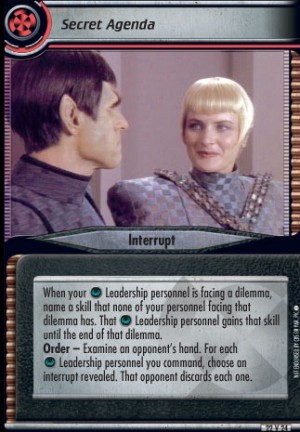 Secret Agenda
Interrupt
When your Leadership personnel is facing a dilemma,
name a skill that none of your personnel facing that
dilemma has. That Leadership personnel gains that skill
until the end of that dilemma.
Order – Examine an opponent's hand. For each
Leadership personnel you command, choose an
interrupt revealed. That opponent discards each one.
22 V 24